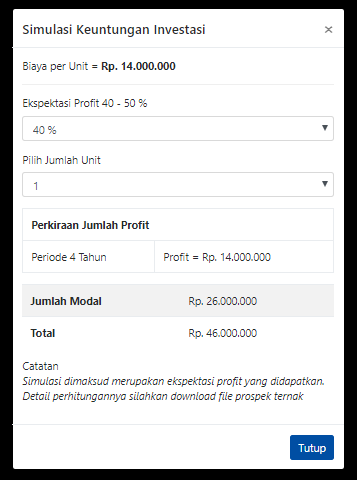 Simulasi Keuntungan Investasi ×
Biaya per Unit = Rp. 14.000.000
Ekspektasi Profit 40 - 50 %
40 %
Pilih Jumlah Unit
1
Perkiraan Jumlah Profit
Periode 4 Tahun Profit = Rp. 14.000.000
Jumlah Modal Rp. 26.000.000
Total Rp. 46.000.000
Catatan
Simulasi dimaksud merupakan ekspektasi profit yang didapatkan.
Detail perhitungannya silahkan download file prospek ternak
Tutup